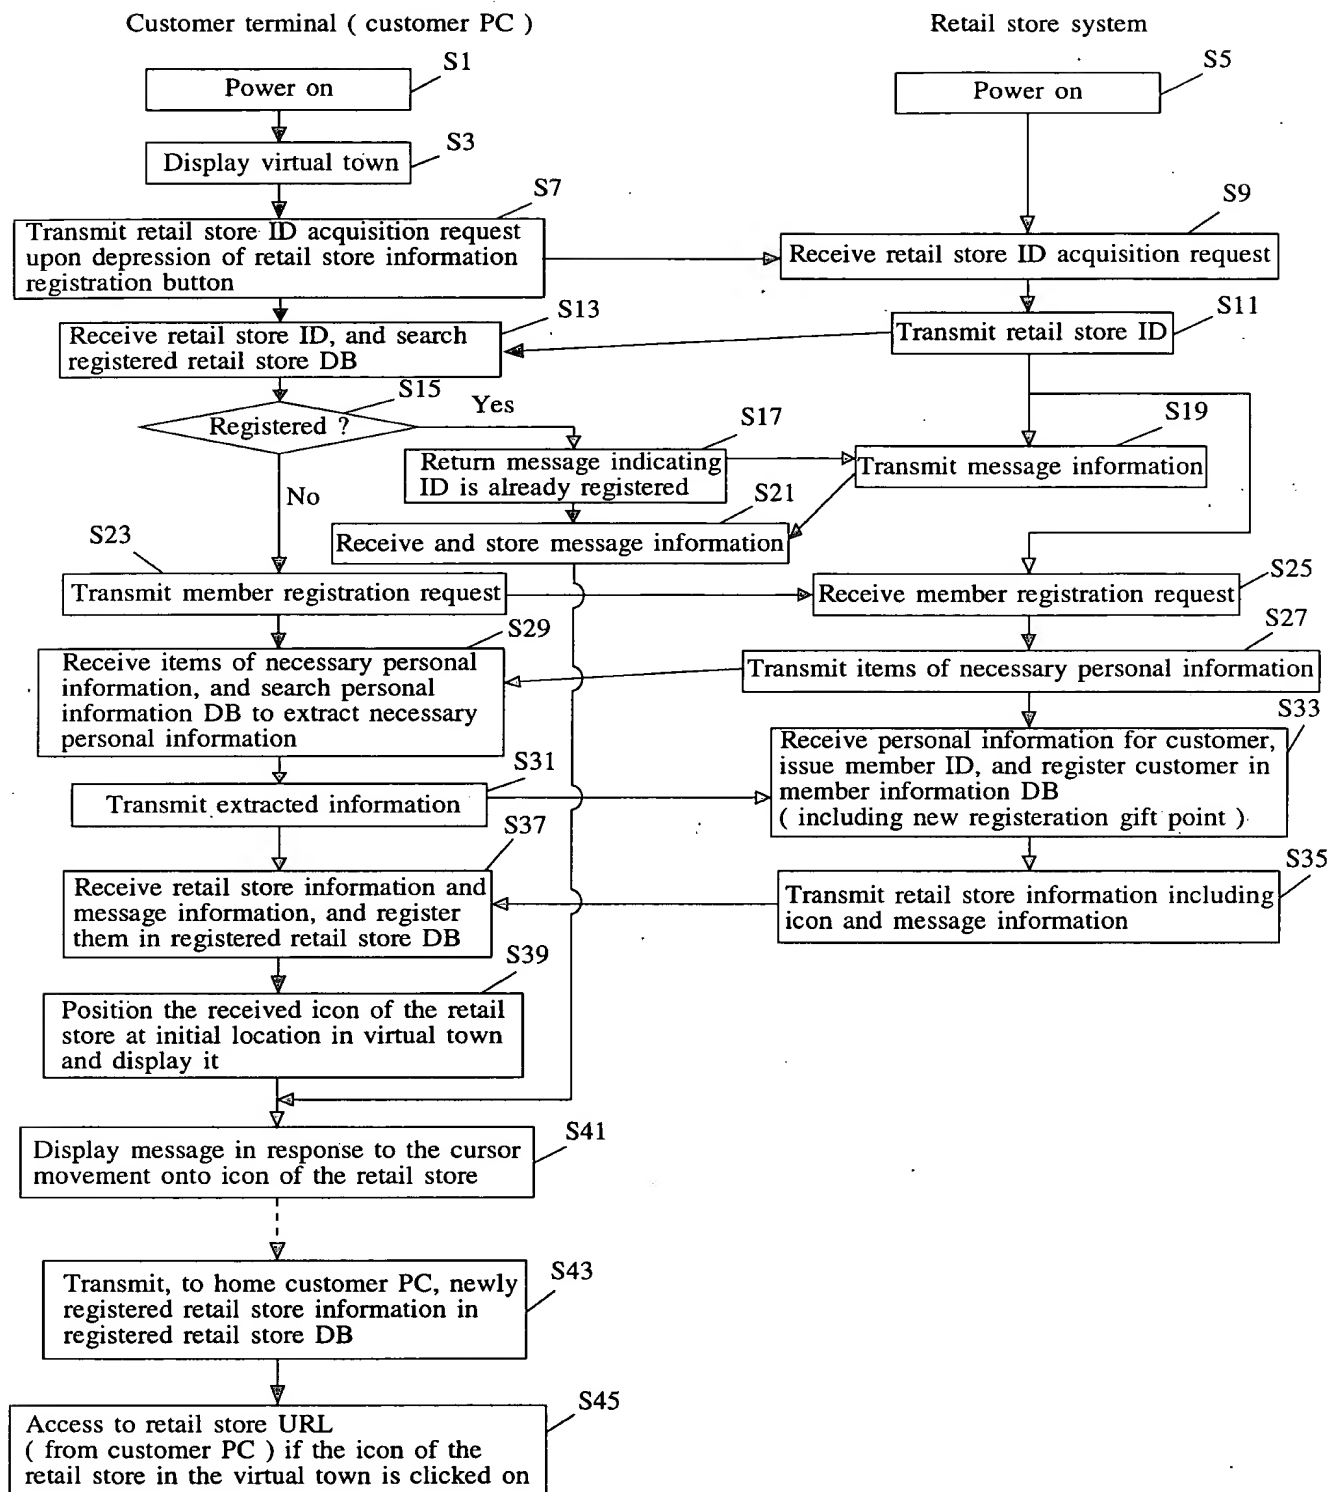 Customer terminal ( customer PC )
Retail store system
S1
Power on
S5
Power on
S3
Display virtual town
S7
Transmit retail store ID acquisition request
upon depression of retail store information
registration button
S9
Receive retail store ID acquisition request
S13
Receive retail store ID, and search
registered retail store DB
S11
Transmit retail store ID
S15
Registered ?
Yes
No
S17
Return message indicating
ID is already registered
S19
Transmit message information
S21
Receive and store message information
S23
Transmit member registration request
S25
Receive member registration request
S29
Receive items of necessary personal
information, and search personal
information DB to extract necessary
personal information
S27
Transmit items of necessary personal information
S31
Transmit extracted information
S33
Receive personal information for customer,
issue member ID, and register customer in
member information DB
( including new registeration gift point )
S37
Receive retail store information and
message information, and register
them in registered retail store DB
S35
Transmit retail store information including
icon and message information
S39
Position the received icon of the retail
store at initial location in virtual town
and display it
S41
Display message in response to the cursor
movement onto icon of the retail store
S43
Transmit, to home customer PC, newly
registered retail store information in
registered retail store DB
S45
Access to retail store URL
( from customer PC ) if the icon of the
retail store in the virtual town is clicked on